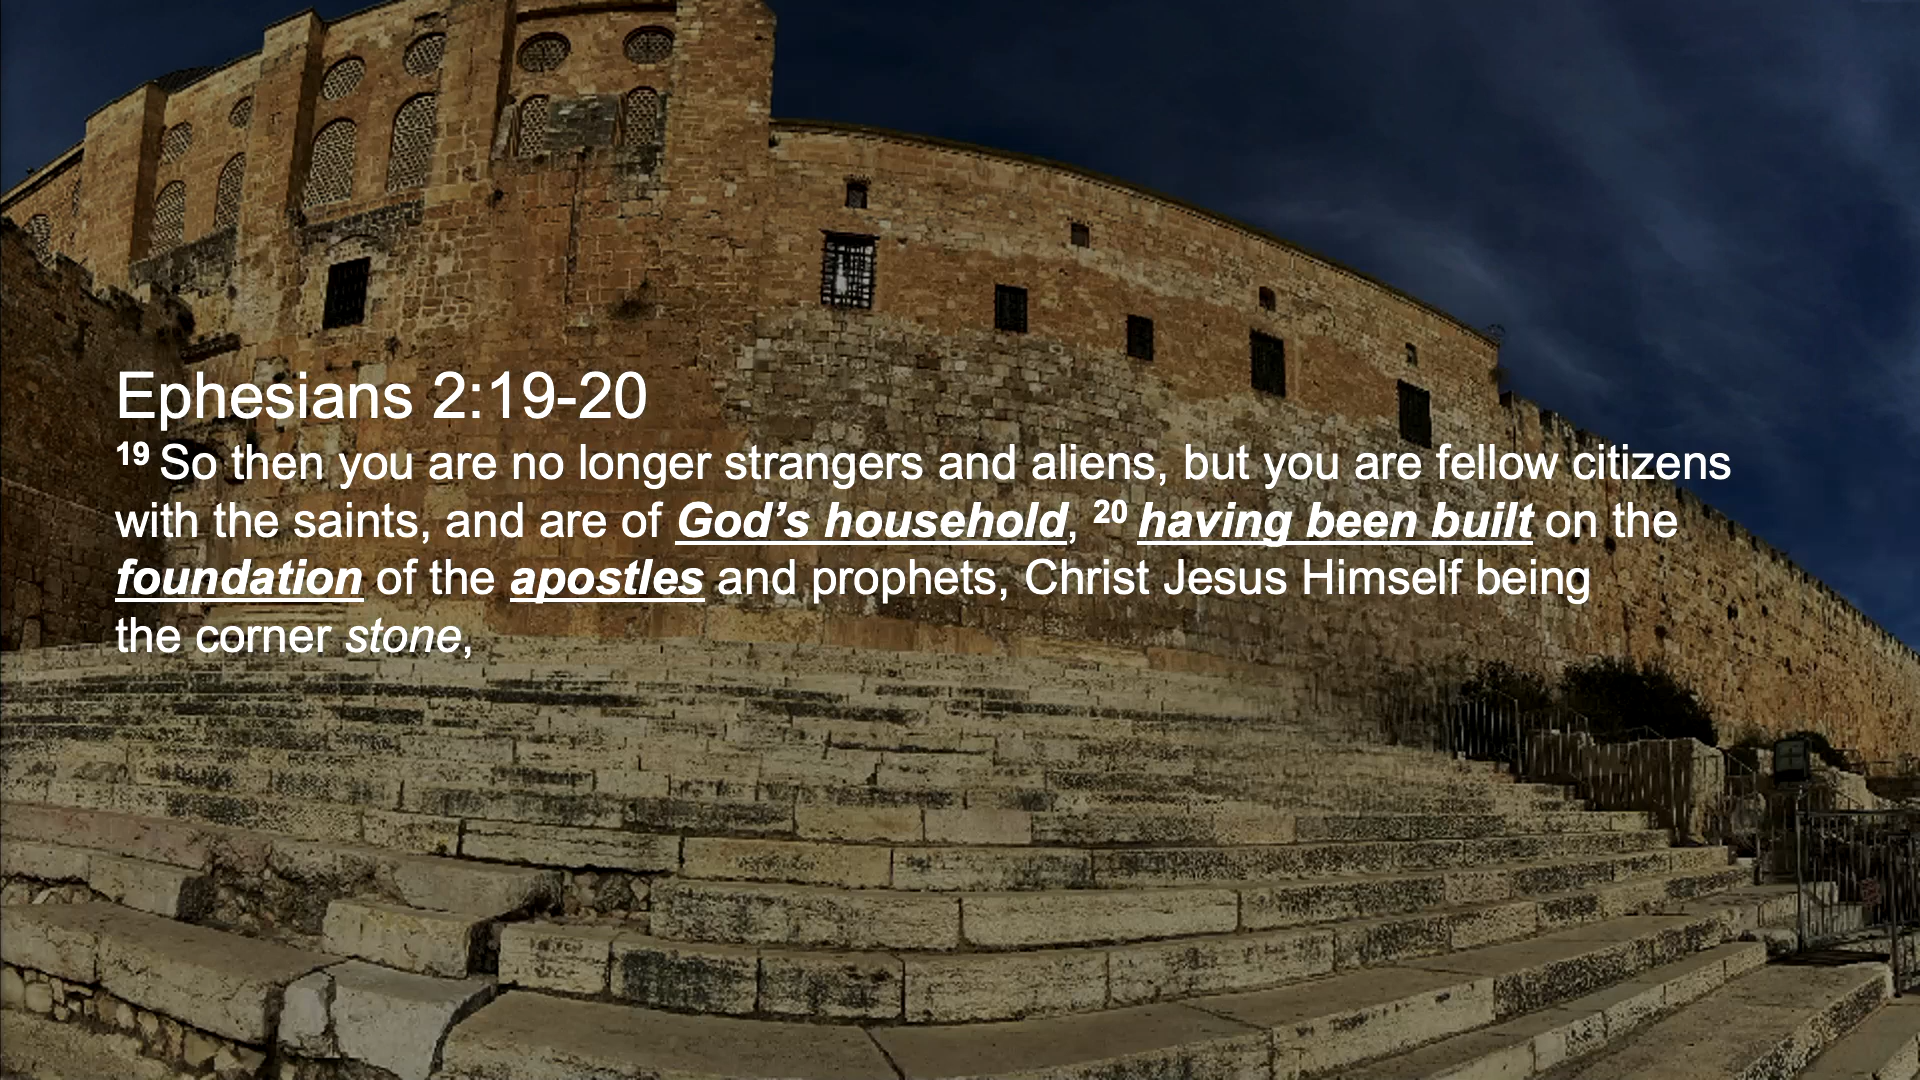 Ephesians 2:19-20
19 So then you are no longer strangers and aliens, but you are fellow citizens
with the saints, and are of God’s household, 20 having been built on the
foundation of the apostles and prophets, Christ Jesus Himself being
the corner stone,